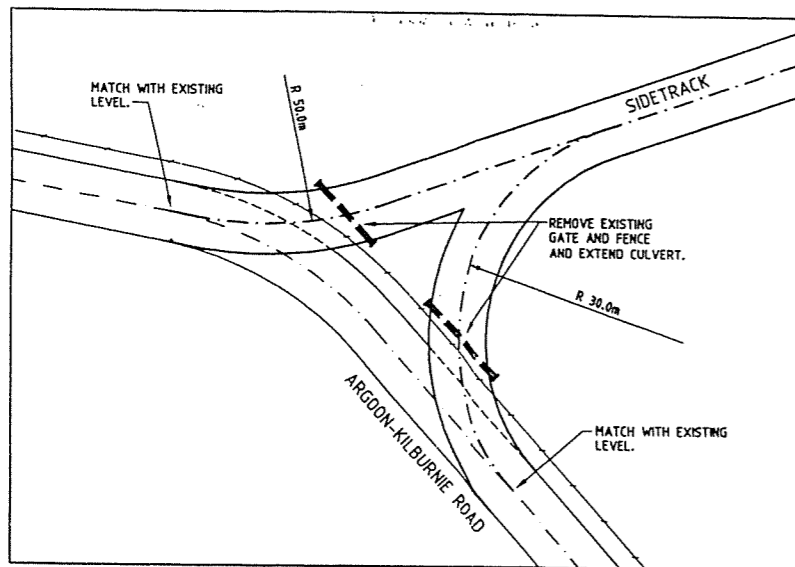 MATCH WITH EXISTING
LEVEL.
R 50.0m
SIDETRACK
REMOVE EXISTING
GATE AND FENCE
AND EXTEND CULVERT.
R 30.0m
ARGOON-KILBURNIE ROAD
MATCH WITH EXISTING
LEVEL.